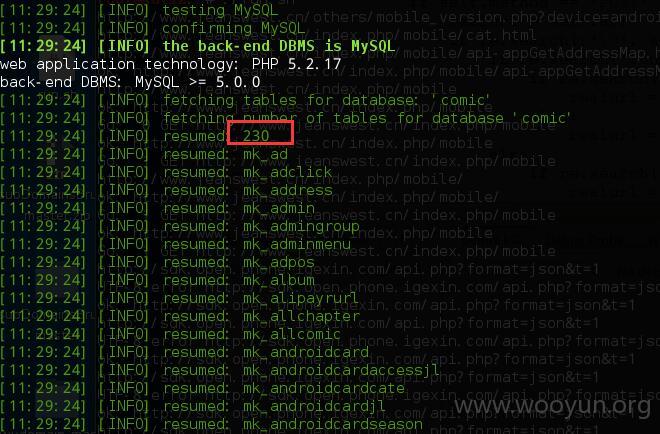 [11:29:24] [INFO] testing MySQL
[11:29:24] [INFO] confirming MySQL
[11:29:24] [INFO] the back-end DBMS is MySQL
web application technology: PHP 5.2.17
back-end DBMS: MySQL >= 5.0.0
[11:29:24] [INFO] fetching tables for database: 'comic'
[11:29:24] [INFO] fetching number of tables for database 'comic'
[11:29:24] [INFO] resumed: 230
[11:29:24] [INFO] resumed: mk_ad
[11:29:24] [INFO] resumed: mk_adclick
[11:29:24] [INFO] resumed: mk_address
[11:29:24] [INFO] resumed: mk_admin
[11:29:24] [INFO] resumed: mk_admingroup
[11:29:24] [INFO] resumed: mk_adminmenu
[11:29:24] [INFO] resumed: mk_adpos
[11:29:24] [INFO] resumed: mk_album
[11:29:24] [INFO] resumed: mk_alipayrurl
[11:29:24] [INFO] resumed: mk_allchapter
[11:29:24] [INFO] resumed: mk_allcomic
[11:29:24] [INFO] resumed: mk_androidcard
[11:29:24] [INFO] resumed: mk_androidcardaccessjl
[11:29:24] [INFO] resumed: mk_androidcardcate
[11:29:24] [INFO] resumed: mk_androidcardjl
[11:29:24] [INFO] resumed: mk_androidcardseason
www.wooyun.org